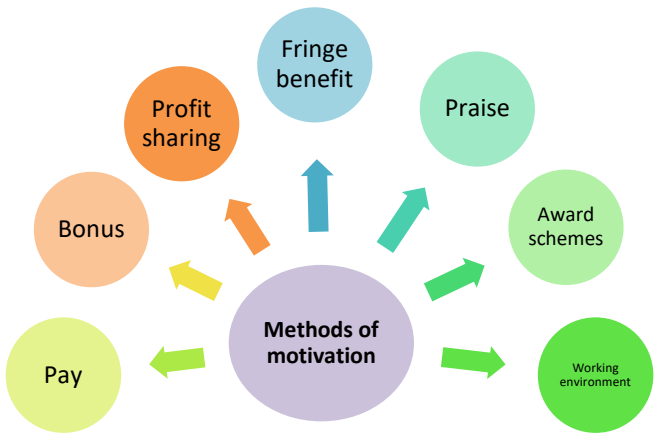 Fringe
benefit
Profit
sharing
Praise
Bonus
Award
schemes
Methods of
motivation
Pay
Working
environment